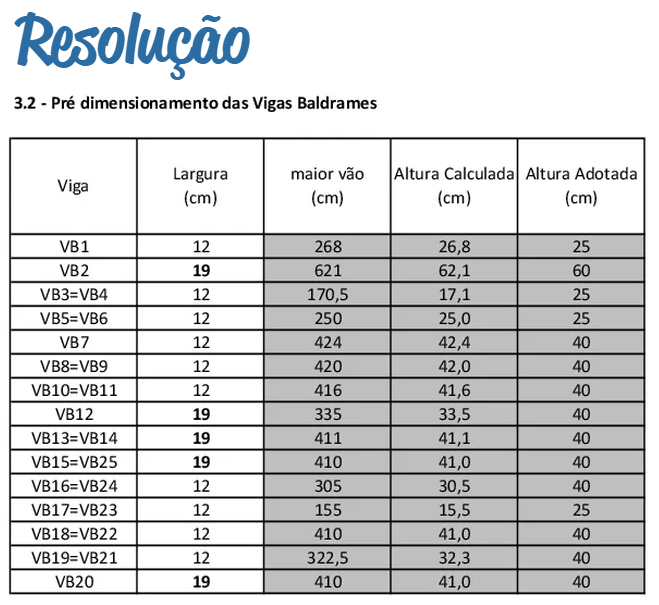 Resolução
3.2 - Pré dimensionamento das Vigas Baldrames
Viga Largura (cm) maior vão (cm) Altura Calculada (cm) Altura Adotada (cm)
VB1 12 268 26,8 25
VB2 19 621 62,1 60
VB3=VB4 12 170,5 17,1 25
VB5=VB6 12 250 25,0 25
VB7 12 424 42,4 40
VB8=VB9 12 420 42,0 40
VB10=VB11 12 416 41,6 40
VB12 19 335 33,5 40
VB13=VB14 19 411 41,1 40
VB15=VB25 19 410 41,0 40
VB16=VB24 12 305 30,5 40
VB17=VB23 12 155 15,5 25
VB18=VB22 12 410 41,0 40
VB19=VB21 12 322,5 32,3 40
VB20 19 410 41,0 40